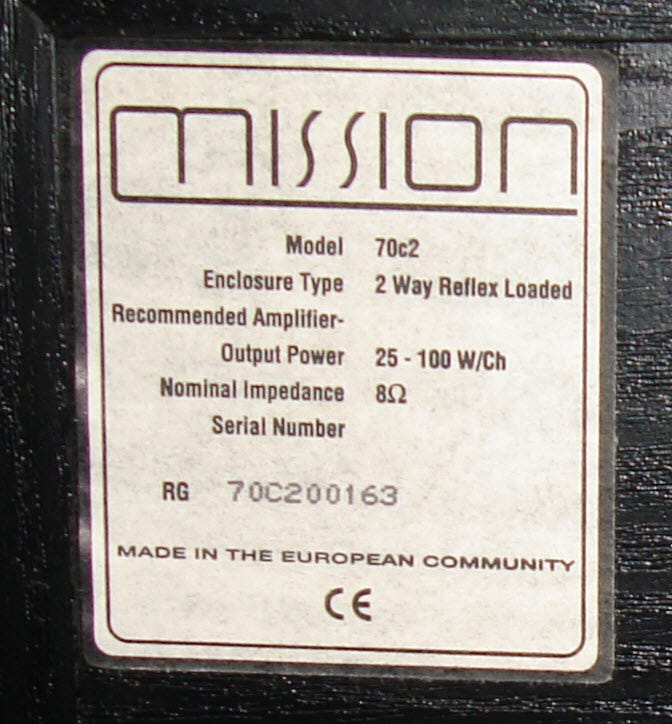 mission
Model 70c2
Enclosure Type 2 Way Reflex Loaded
Recommended Amplifier-
Output Power 25 - 100 W/Ch
Nominal Impedance 8Ω
Serial Number
RG 70C200163
MADE IN THE EUROPEAN COMMUNITY
CE